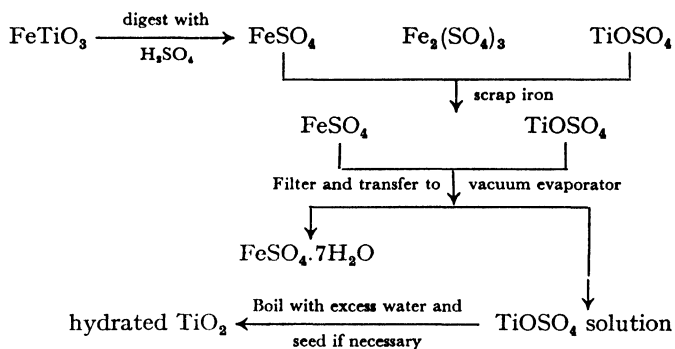 digest with
FeTiO₃ FeSO₄ Fe₂(SO₄)₃ TiOSO₄
H₂SO₄
scrap iron
FeSO₄ TiOSO₄
Filter and transfer to vacuum evaporator
FeSO₄.7H₂O
Boil with excess water and
hydrated TiO₂ TiOSO₄ solution
seed if necessary